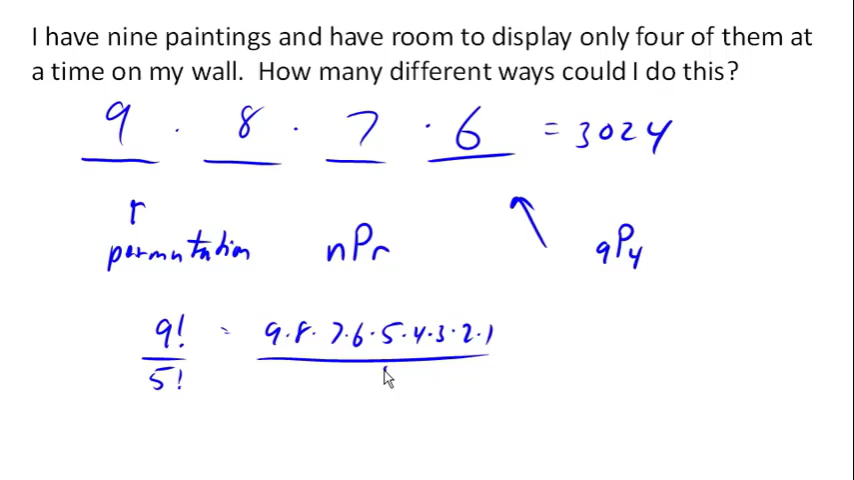 I have nine paintings and have room to display only four of them at
a time on my wall. How many different ways could I do this?
9 · 8 · 7 · 6 = 3024
permutation nPr 9P4
9! = 9·8·7·6·5·4·3·2·1
5!